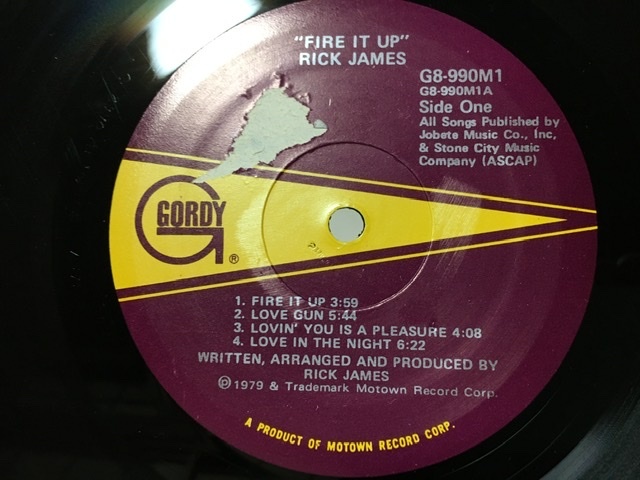 "FIRE IT UP"
RICK JAMES
G8-990M1
G8-990M1A
Side One
All Songs Published by
Jobete Music Co., Inc,
& Stone City Music
Company (ASCAP)
GORDY
®
1. FIRE IT UP 3:59
2. LOVE GUN 5:44
3. LOVIN' YOU IS A PLEASURE 4:08
4. LOVE IN THE NIGHT 6:22
WRITTEN, ARRANGED AND PRODUCED BY
RICK JAMES
℗ 1979 & Trademark Motown Record Corp.
A PRODUCT OF MOTOWN RECORD CORP.